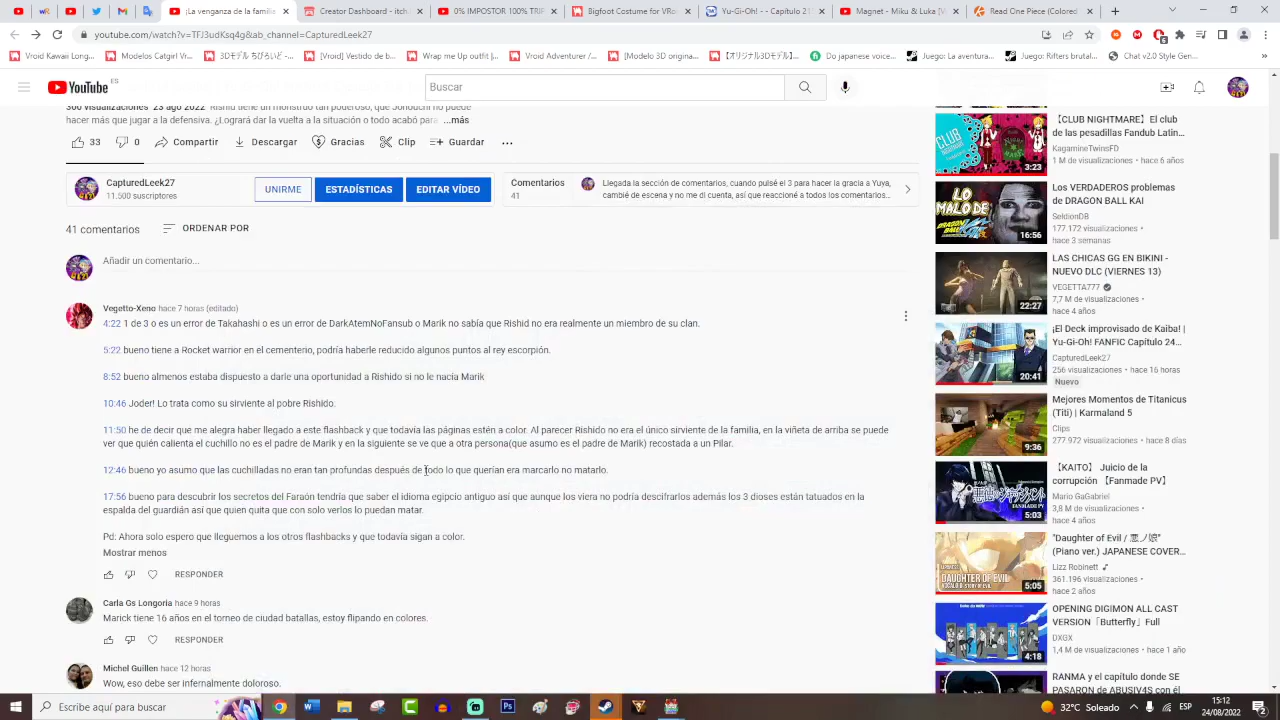 YouTube (1)
Creator Dashboard - itch.
0% IMPOSTOR 100% TRI
Bigfoot Costume for VRo
Yu-Gi-Oh! - Capítulo 21
Magnet - Miku & Luka (V
Read One Piece (Colored
youtube.com/watch?v=TFJ3udKsq4g&ab_channel=CapturedLeek27
Vroid Kawaii Loung...
Modelos Catgirl Vr...
Vestido de b...
Wrap top outfit f...
Vroid Adventure /...
[Modelo 3D origina...
Do japanese voice...
Juego: La aventura...
Juego: Rifters brutal...
Chat v2.0 Style Gen...
YouTube
ES
Buscar
360 visualizaciones 23 ago 2022 Rishid tiene un monstruo tan poderoso, que Jonouchi no puede
hacer más que jugar a la defensiva. ¿Logrará dar la vuelta a la situación o todo acabó para ...más
33
0
Compartir
Descargar
Gracias
Clip
Guardar
CapturedLeek27
11.500 suscriptores
UNIRME
ESTADÍSTICAS
EDITAR VÍDEO
Comentarios
41
Llegada la sección de comentarios, cuando pulsé el 3 para hacer la gracia a Yuya,
cambié de escena y no me di cuenta, así que reaccioné a todos los comentarios...
41 comentarios
ORDENAR POR
Añadir un comentario...
Vegetto-Xeno hace 7 horas (editado)
4:22 1 de 3 o es un error de Takahashi o es un error de DarkAtemNoFansub o Marik no sabía que Rishid no era realmente un miembro de su clan.
5:22 bueno tiene a Rocket warrior en el cementerio, podría haberle reducido algunos puntos al rey escorpión.
8:52 bueno almenos estaba dispuesto a darle una oportunidad a Rishido si no le nacía Marik
10:46 Joder! Lo trata como su sirviente al pobre Rishido.
11:50 he de decir que me alegra haber llegado a este flashback y que todavía las páginas estén a color. Al parecer Rishido no era el único sirviente de la familia, en la viñeta de arriba se puede
ver que quién calienta el cuchillo no es el padre de Marik y en la siguiente se ve que a otra persona(que asumo es el padre de Marik) recostada a un Pilar.
12:46 bueno yo asumo que las cuchilladas no eran tan profundas después de todo lo que querían era marcarlo no matarlo.
17:56 bueno para descubrir los secretos del Faraón tenías que saber el idioma egipcio antiguo asi que aunque los viera no podría descifrarlos además los 3 dioses están tatuados en la
espalda del guardián así que quien quita que con solo verlos lo puedan matar.
Pd: Ahora solo espero que lleguemos a los otros flashbacks y que todavía sigan a color.
Mostrar menos
RESPONDER
Carla Gs Longoria hace 9 horas
Marick tiene 16 años en el torneo de ciudad batallas, estoy flipando en colores.
RESPONDER
Michel Guillen hace 12 horas
Wow, eso debe ser infernalmente doloroso.
CLUB NIGHTMARE
3:23
【CLUB NIGHTMARE】El club
de las pesadillas Fandub Latin...
KagamineTwinsFD
1 M de visualizaciones • hace 6 años
LO
MALO DE
16:56
Los VERDADEROS problemas
de DRAGON BALL KAI
SeldionDB
177.172 visualizaciones •
hace 3 semanas
22:27
LAS CHICAS GG EN BIKINI -
NUEVO DLC (VIERNES 13)
VEGETTA777
7,7 M de visualizaciones •
hace 4 años
20:41
¡El Deck improvisado de Kaiba! |
Yu-Gi-Oh! FANFIC Capítulo 24...
CapturedLeek27
256 visualizaciones • hace 16 horas
Nuevo
9:36
Mejores Momentos de Titanicus
(Titi) | Karmaland 5
Clips
277.972 visualizaciones • hace 8 días
5:03
【KAITO】 Juicio de la
corrupción 【Fanmade PV】
Mario GaGabriel
3,8 M de visualizaciones •
hace 4 años
DAUGHTER OF EVIL
5:05
"Daughter of Evil / 悪ノ娘"
(Piano ver.) JAPANESE COVER...
Lizz Robinett
361.196 visualizaciones •
hace 2 años
4:18
OPENING DIGIMON ALL CAST
VERSION「Butterfly」Full
DXGX
1,4 M de visualizaciones • hace 1 año
RANMA y el capítulo donde SE
PASARON de ABUSIV4S con él
Escribe aquí para buscar
32°C Soleado
ESP
15:12
24/08/2022